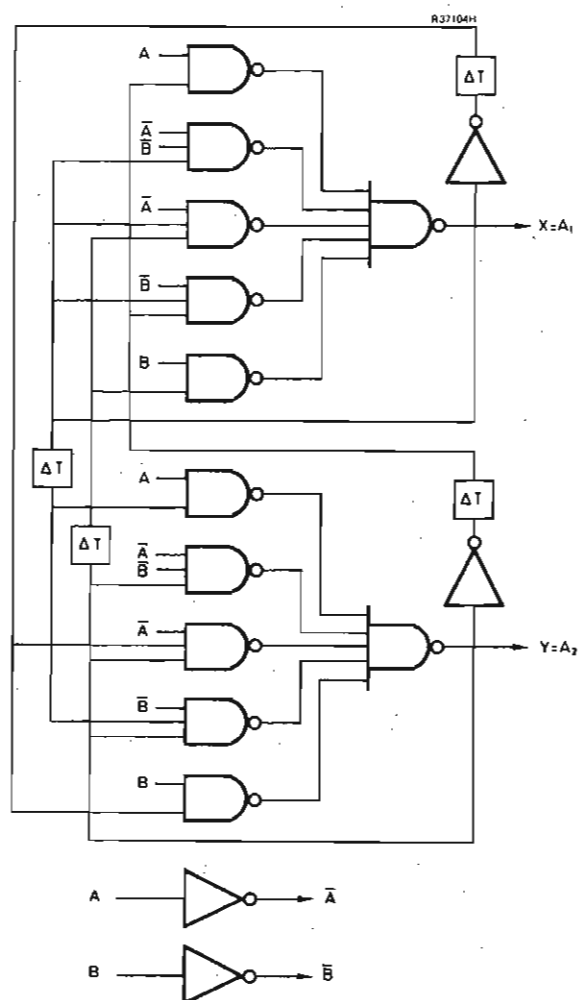 R37104H
A
ΔT
A̅
B̅
A̅
X=A₁
B̅
B
ΔT
A
ΔT
ΔT
A̅
B̅
A̅
Y=A₂
B̅
B
A
A̅
B
B̅